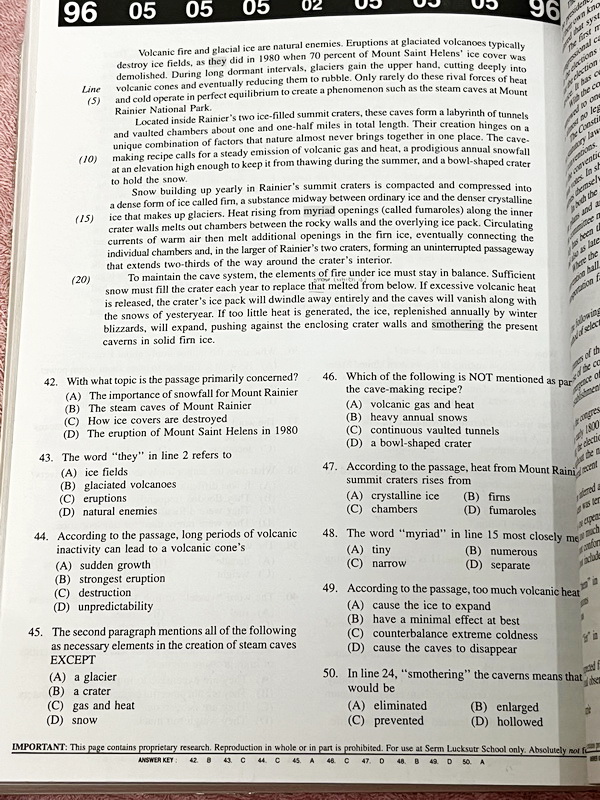 96 05 05 05 02 05 05 05 96
Volcanic fire and glacial ice are natural enemies. Eruptions at glaciated volcanoes typically
destroy ice fields, as they did in 1980 when 70 percent of Mount Saint Helens' ice cover was
demolished. During long dormant intervals, glaciers gain the upper hand, cutting deeply into
Line volcanic cones and eventually reducing them to rubble. Only rarely do these rival forces of heat
(5) and cold operate in perfect equilibrium to create a phenomenon such as the steam caves at Mount
Rainier National Park.
Located inside Rainier's two ice-filled summit craters, these caves form a labyrinth of tunnels
and vaulted chambers about one and one-half miles in total length. Their creation hinges on a
unique combination of factors that nature almost never brings together in one place. The cave-
(10) making recipe calls for a steady emission of volcanic gas and heat, a prodigious annual snowfall
at an elevation high enough to keep it from thawing during the summer, and a bowl-shaped crater
to hold the snow.
Snow building up yearly in Rainier's summit craters is compacted and compressed into
a dense form of ice called firn, a substance midway between ordinary ice and the denser crystalline
(15) ice that makes up glaciers. Heat rising from myriad openings (called fumaroles) along the inner
crater walls melts out chambers between the rocky walls and the overlying ice pack. Circulating
currents of warm air then melt additional openings in the firn ice, eventually connecting the
individual chambers and, in the larger of Rainier's two craters, forming an uninterrupted passageway
that extends two-thirds of the way around the crater's interior.
(20) To maintain the cave system, the elements of fire under ice must stay in balance. Sufficient
snow must fill the crater each year to replace that melted from below. If excessive volcanic heat
is released, the crater's ice pack will dwindle away entirely and the caves will vanish along with
the snows of yesteryear. If too little heat is generated, the ice, replenished annually by winter
blizzards, will expand, pushing against the enclosing crater walls and smothering the present
caverns in solid firn ice.
42. With what topic is the passage primarily concerned?
(A) The importance of snowfall for Mount Rainier
(B) The steam caves of Mount Rainier
(C) How ice covers are destroyed
(D) The eruption of Mount Saint Helens in 1980
43. The word "they" in line 2 refers to
(A) ice fields
(B) glaciated volcanoes
(C) eruptions
(D) natural enemies
44. According to the passage, long periods of volcanic
inactivity can lead to a volcanic cone's
(A) sudden growth
(B) strongest eruption
(C) destruction
(D) unpredictability
45. The second paragraph mentions all of the following
as necessary elements in the creation of steam caves
EXCEPT
(A) a glacier
(B) a crater
(C) gas and heat
(D) snow
46. Which of the following is NOT mentioned as par
the cave-making recipe?
(A) volcanic gas and heat
(B) heavy annual snows
(C) continuous vaulted tunnels
(D) a bowl-shaped crater
47. According to the passage, heat from Mount Raini
summit craters rises from
(A) crystalline ice (B) firns
(C) chambers (D) fumaroles
48. The word "myriad" in line 15 most closely me
(A) tiny (B) numerous
(C) narrow (D) separate
49. According to the passage, too much volcanic heat
(A) cause the ice to expand
(B) have a minimal effect at best
(C) counterbalance extreme coldness
(D) cause the caves to disappear
50. In line 24, "smothering" the caverns means that
would be
(A) eliminated (B) enlarged
(C) prevented (D) hollowed
IMPORTANT: This page contains proprietary research. Reproduction in whole or in part is prohibited. For use at Serm Lucksutr School only. Absolutely not f
ANSWER KEY : 42. B 43. C 44. C 45. A 46. C 47. D 48. B 49. D 50. A